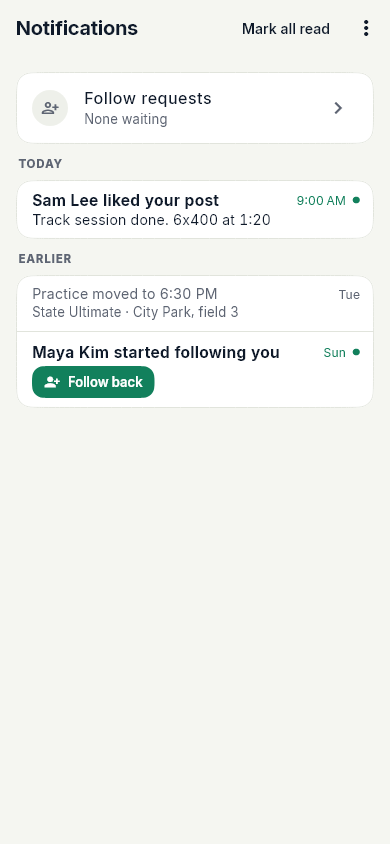 Notifications
Mark all read
Follow requests
None waiting
TODAY
Sam Lee liked your post
9:00 AM
Track session done. 6x400 at 1:20
EARLIER
Practice moved to 6:30 PM
Tue
State Ultimate · City Park, field 3
Maya Kim started following you
Sun
Follow back